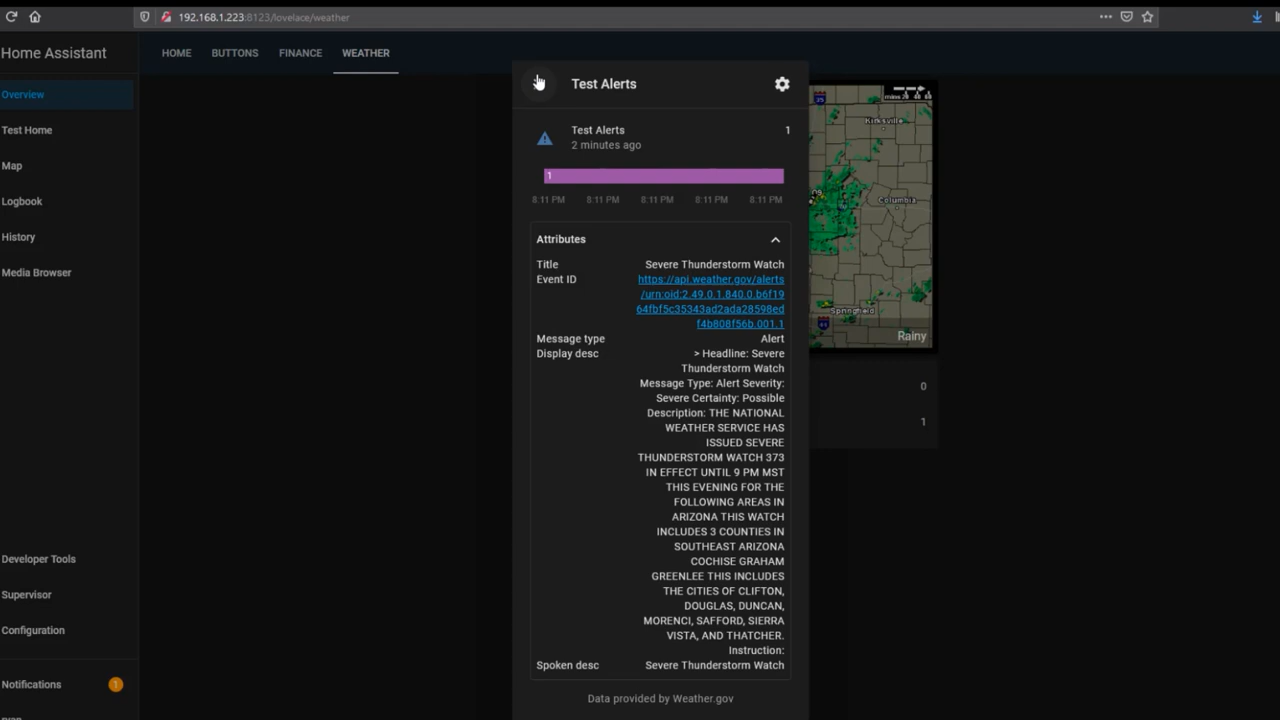 192.168.1.223:8123/lovelace/weather
Home Assistant
HOME BUTTONS FINANCE WEATHER
Overview
Test Home
Map
Logbook
History
Media Browser
Developer Tools
Supervisor
Configuration
Notifications 1
Test Alerts
Test Alerts 1
2 minutes ago
1
8:11 PM 8:11 PM 8:11 PM 8:11 PM 8:11 PM
Attributes
Title Severe Thunderstorm Watch
Event ID https://api.weather.gov/alerts
/urn:oid:2.49.0.1.840.0.b6f19
64fbf5c35343ad2ada28598ed
f4b808f56b.001.1
Message type Alert
Display desc > Headline: Severe
Thunderstorm Watch
Message Type: Alert Severity:
Severe Certainty: Possible
Description: THE NATIONAL
WEATHER SERVICE HAS
ISSUED SEVERE
THUNDERSTORM WATCH 373
IN EFFECT UNTIL 9 PM MST
THIS EVENING FOR THE
FOLLOWING AREAS IN
ARIZONA THIS WATCH
INCLUDES 3 COUNTIES IN
SOUTHEAST ARIZONA
COCHISE GRAHAM
GREENLEE THIS INCLUDES
THE CITIES OF CLIFTON,
DOUGLAS, DUNCAN,
MORENCI, SAFFORD, SIERRA
VISTA, AND THATCHER.
Instruction:
Spoken desc Severe Thunderstorm Watch
Data provided by Weather.gov
35
Kirksville
Columbia
Springfield
Rainy
0
1